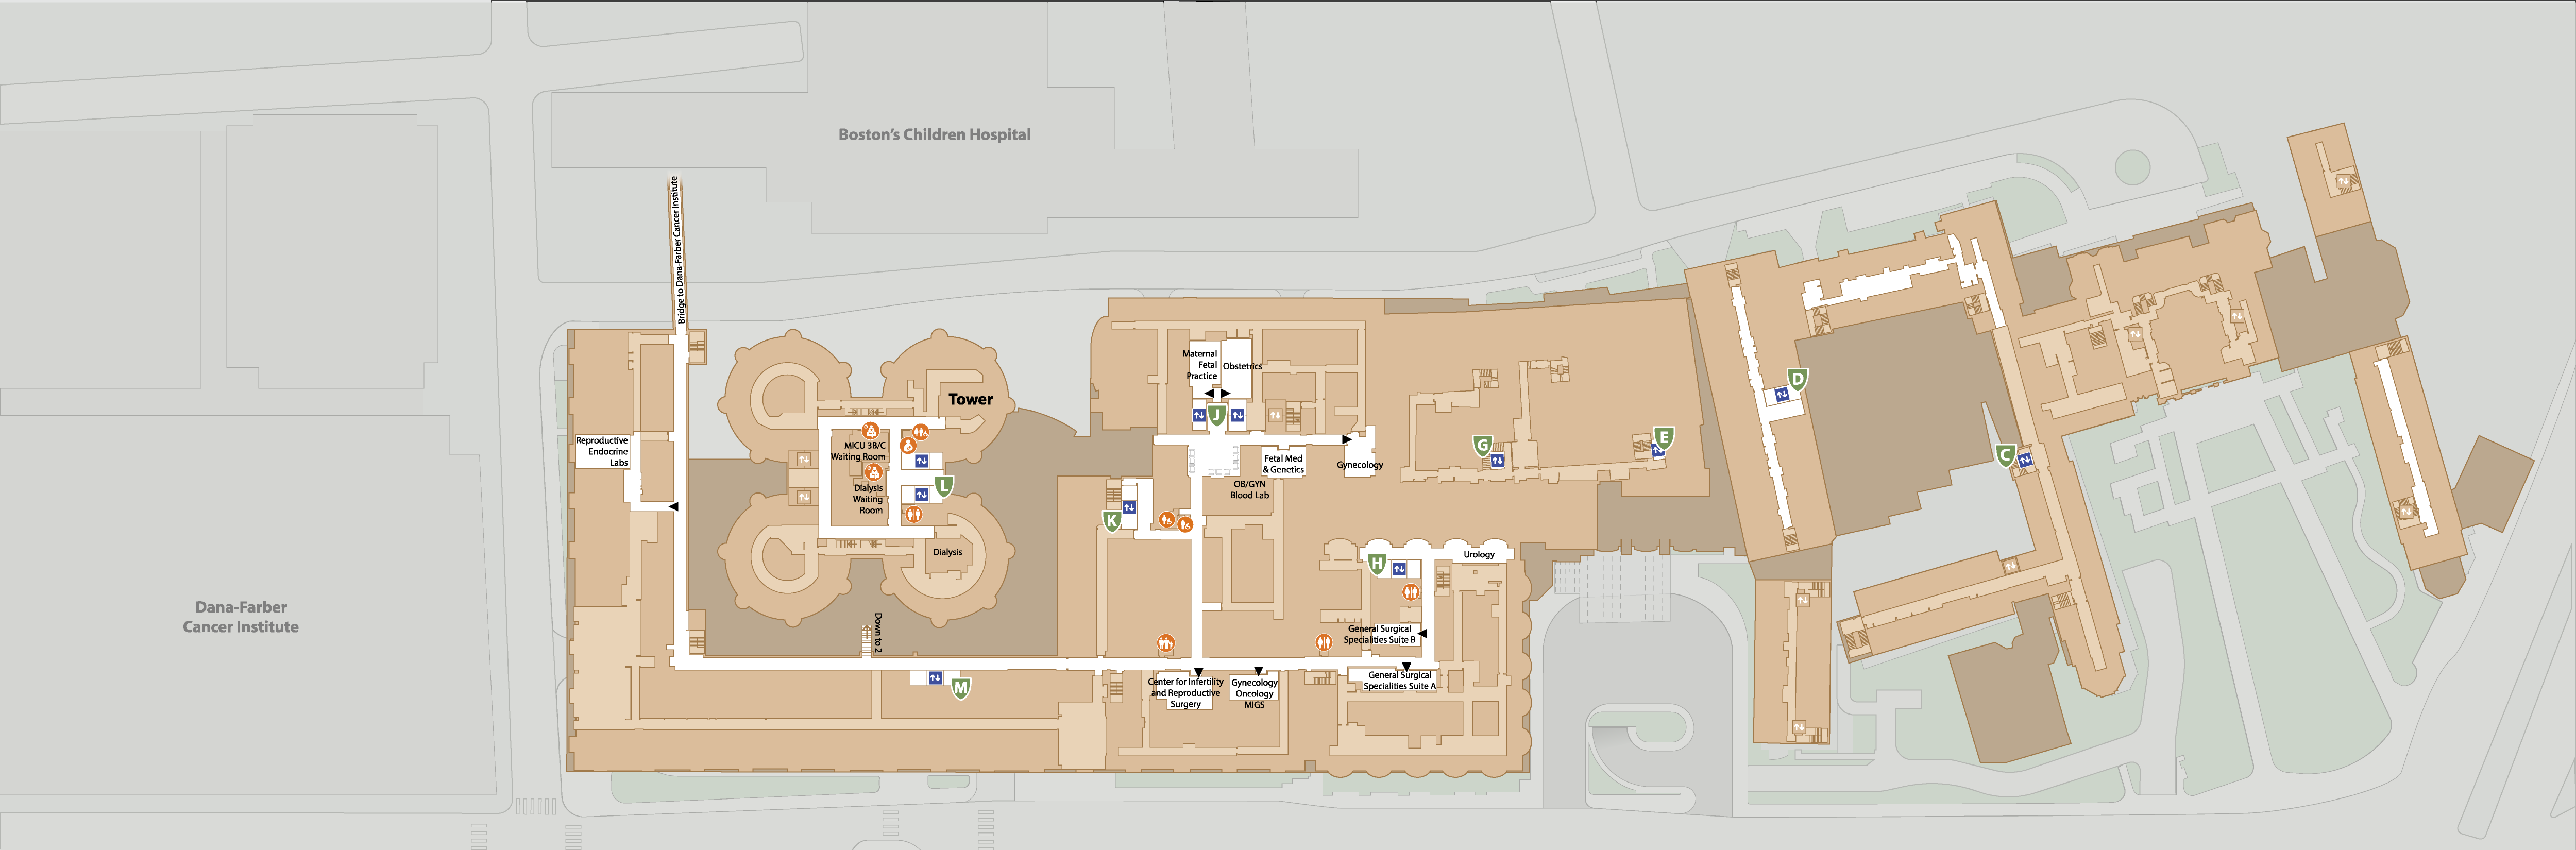 Boston's Children Hospital
Bridge to Dana-Farber Cancer Institute
Dana-Farber
Cancer Institute
Reproductive
Endocrine
Labs
Tower
MICU 3B/C
Waiting Room
Dialysis
Waiting
Room
L
Dialysis
Down to 2
M
Maternal
Fetal
Practice
Obstetrics
J
Fetal Med
& Genetics
Gynecology
OB/GYN
Blood Lab
K
G
E
H
Urology
General Surgical
Specialities Suite B
General Surgical
Specialities Suite A
Center for Infertility
and Reproductive
Surgery
Gynecology
Oncology
MIGS
D
C